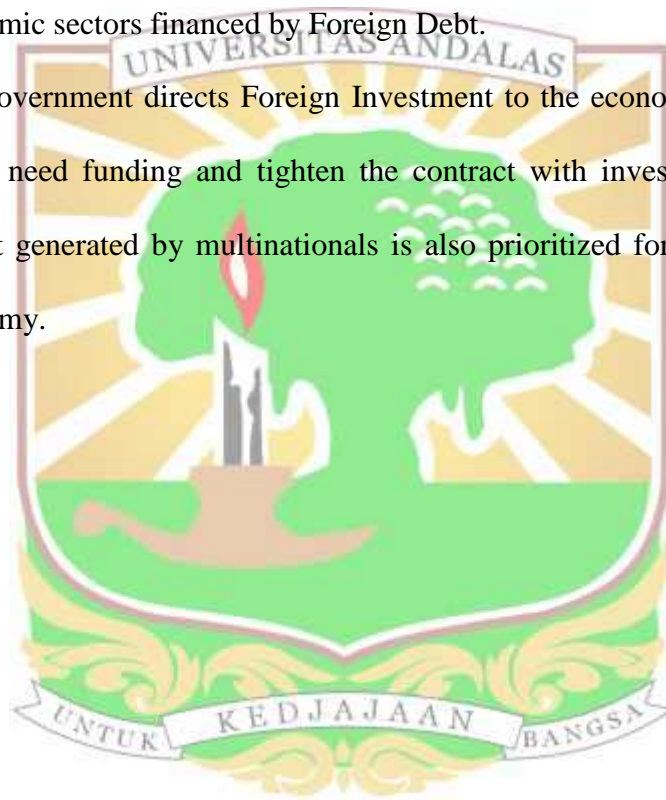 mic sectors financed by Foreign Debt.
UNIVERSITAS ANDALAS
overnment directs Foreign Investment to the econo
need funding and tighten the contract with inves
generated by multinationals is also prioritized for
my.
UNTUK KEDJAJAAN BANGSA